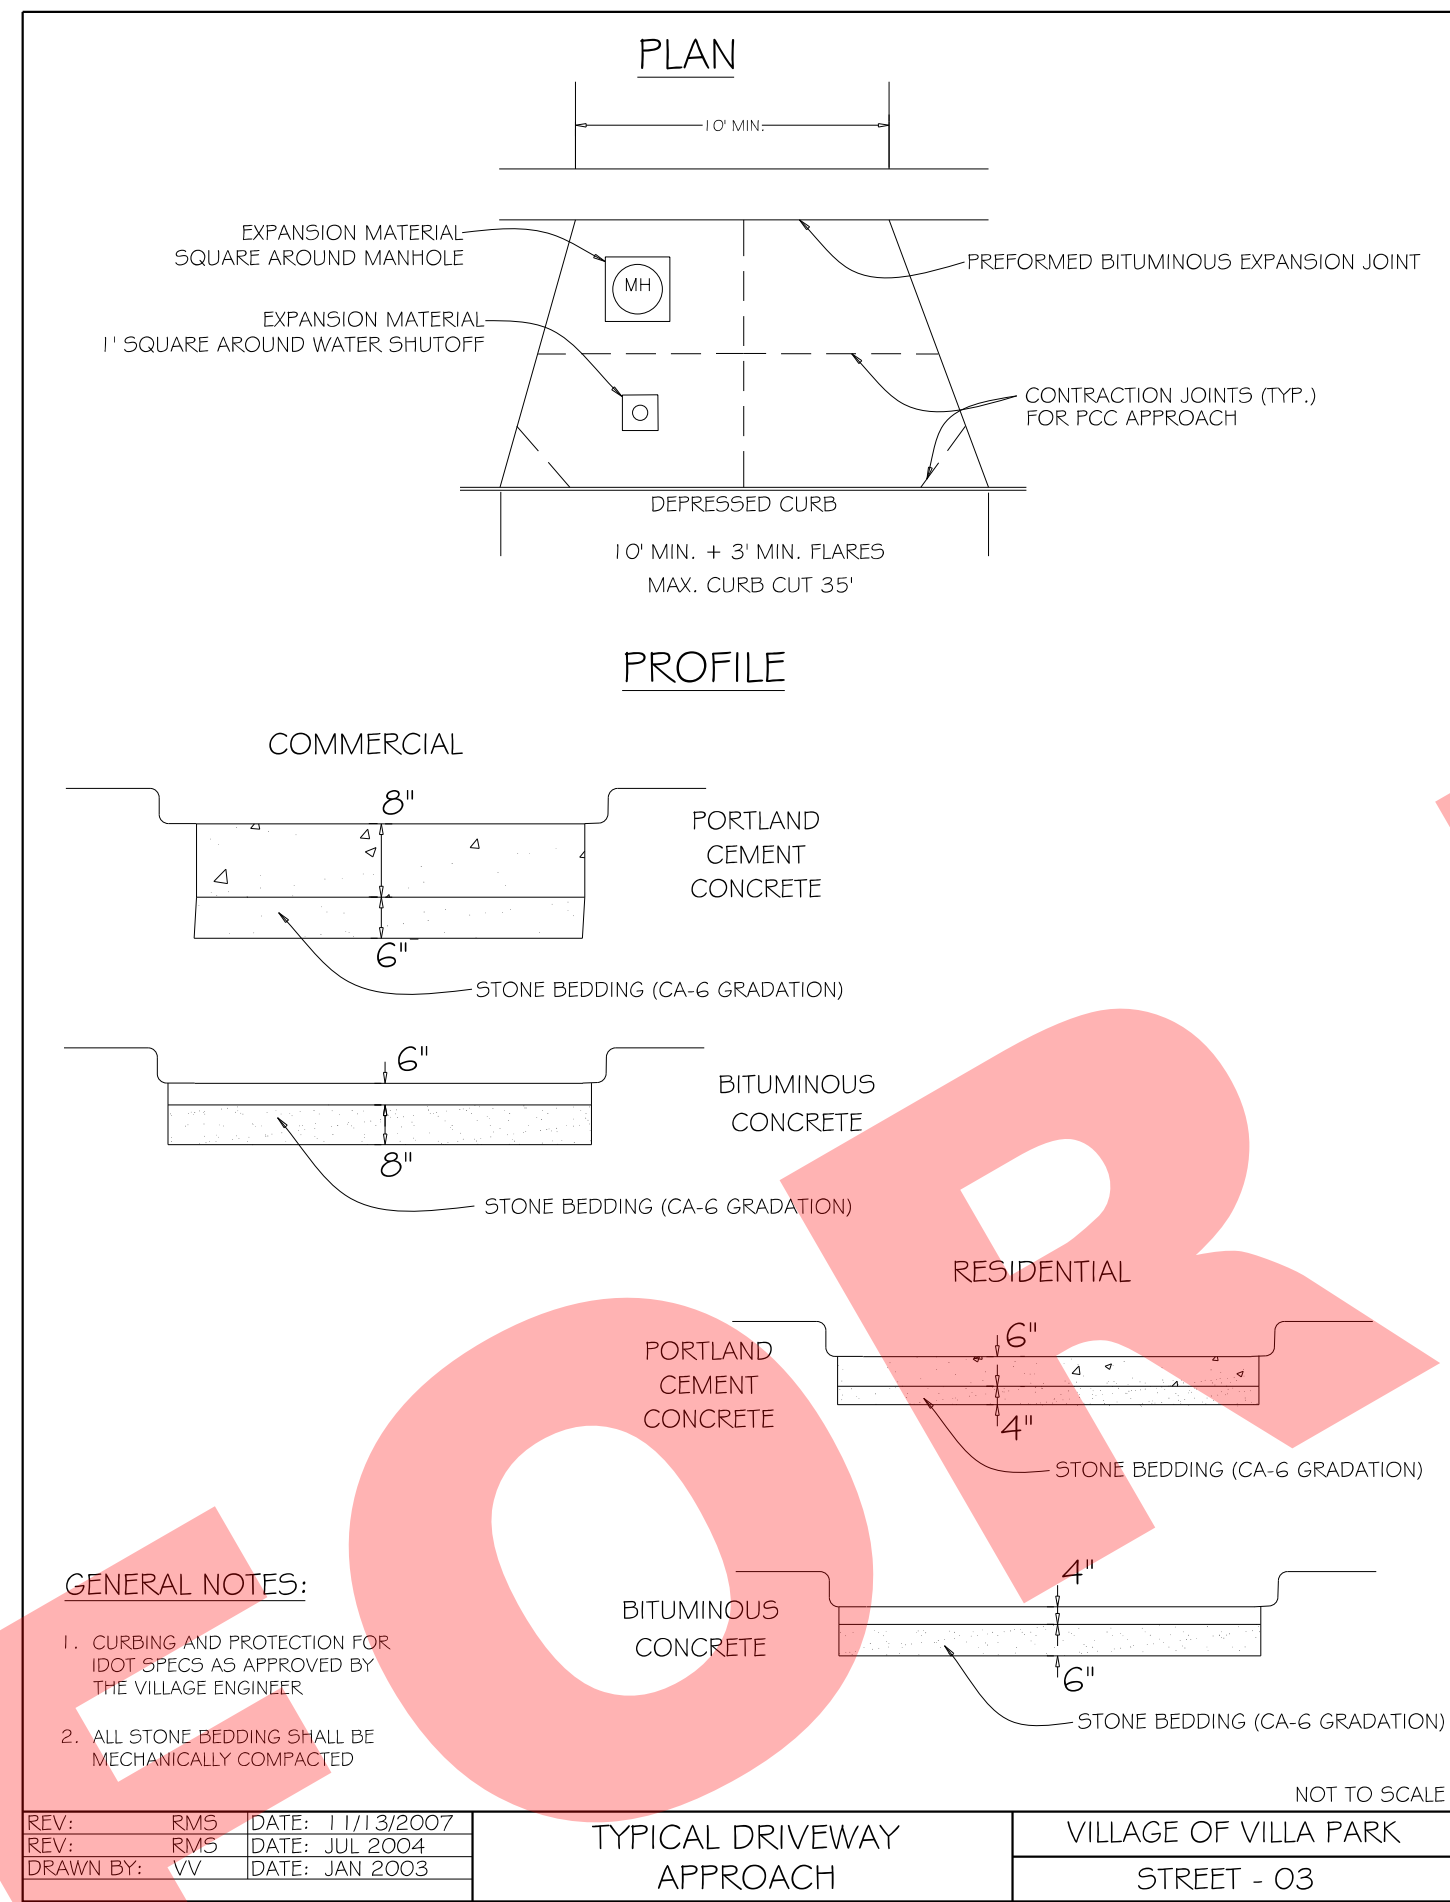 PLAN
10' MIN.
EXPANSION MATERIAL
SQUARE AROUND MANHOLE
MH
PREFORMED BITUMINOUS EXPANSION JOINT
EXPANSION MATERIAL
1' SQUARE AROUND WATER SHUTOFF
CONTRACTION JOINTS (TYP.)
FOR PCC APPROACH
DEPRESSED CURB
10' MIN. + 3' MIN. FLARES
MAX. CURB CUT 35'
PROFILE
COMMERCIAL
8"
PORTLAND
CEMENT
CONCRETE
6"
STONE BEDDING (CA-6 GRADATION)
6"
BITUMINOUS
CONCRETE
8"
STONE BEDDING (CA-6 GRADATION)
RESIDENTIAL
6"
PORTLAND
CEMENT
CONCRETE
4"
STONE BEDDING (CA-6 GRADATION)
4"
BITUMINOUS
CONCRETE
6"
STONE BEDDING (CA-6 GRADATION)
GENERAL NOTES:
1. CURBING AND PROTECTION FOR
IDOT SPECS AS APPROVED BY
THE VILLAGE ENGINEER
2. ALL STONE BEDDING SHALL BE
MECHANICALLY COMPACTED
NOT TO SCALE
REV: RMS DATE: 11/13/2007
REV: RMS DATE: JUL 2004
DRAWN BY: VV DATE: JAN 2003
TYPICAL DRIVEWAY
APPROACH
VILLAGE OF VILLA PARK
STREET - 03
FOR